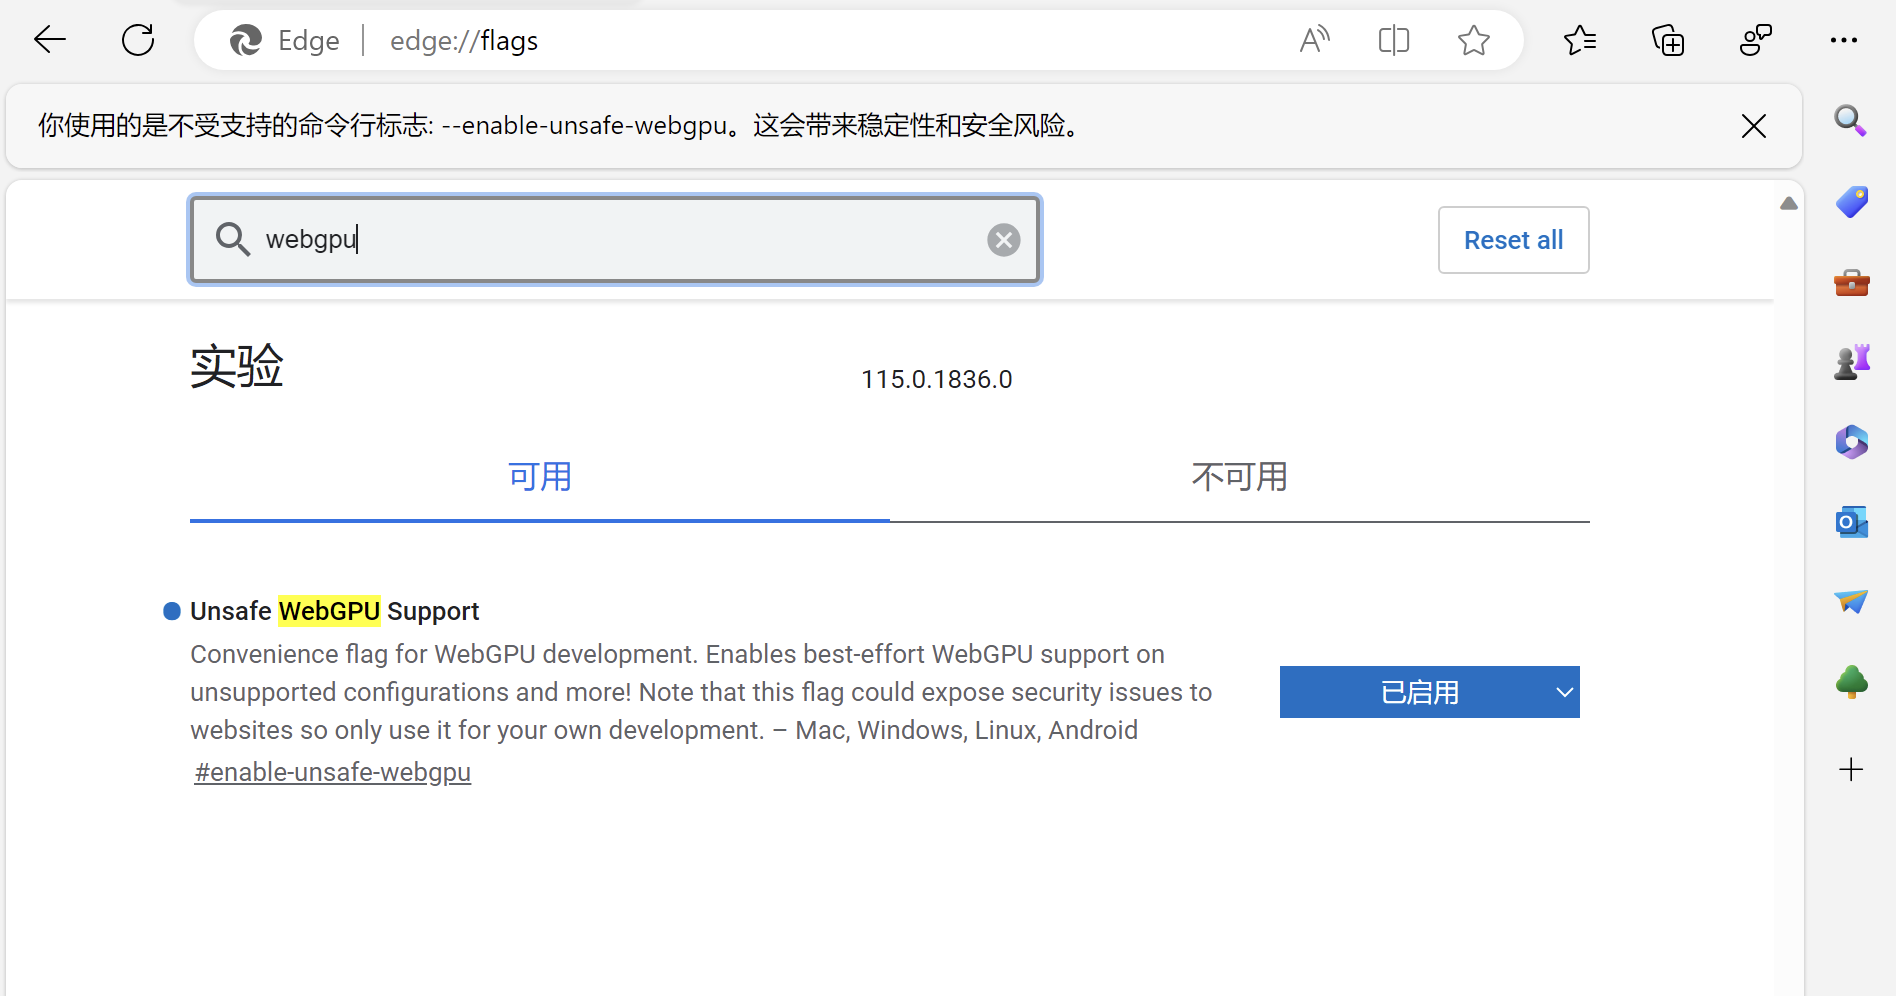 Edge | edge://flags
你使用的是不受支持的命令行标志: --enable-unsafe-webgpu。这会带来稳定性和安全风险。
webgpu
Reset all
实验
115.0.1836.0
可用
不可用
Unsafe WebGPU Support
Convenience flag for WebGPU development. Enables best-effort WebGPU support on
unsupported configurations and more! Note that this flag could expose security issues to
websites so only use it for your own development. – Mac, Windows, Linux, Android
#enable-unsafe-webgpu
已启用